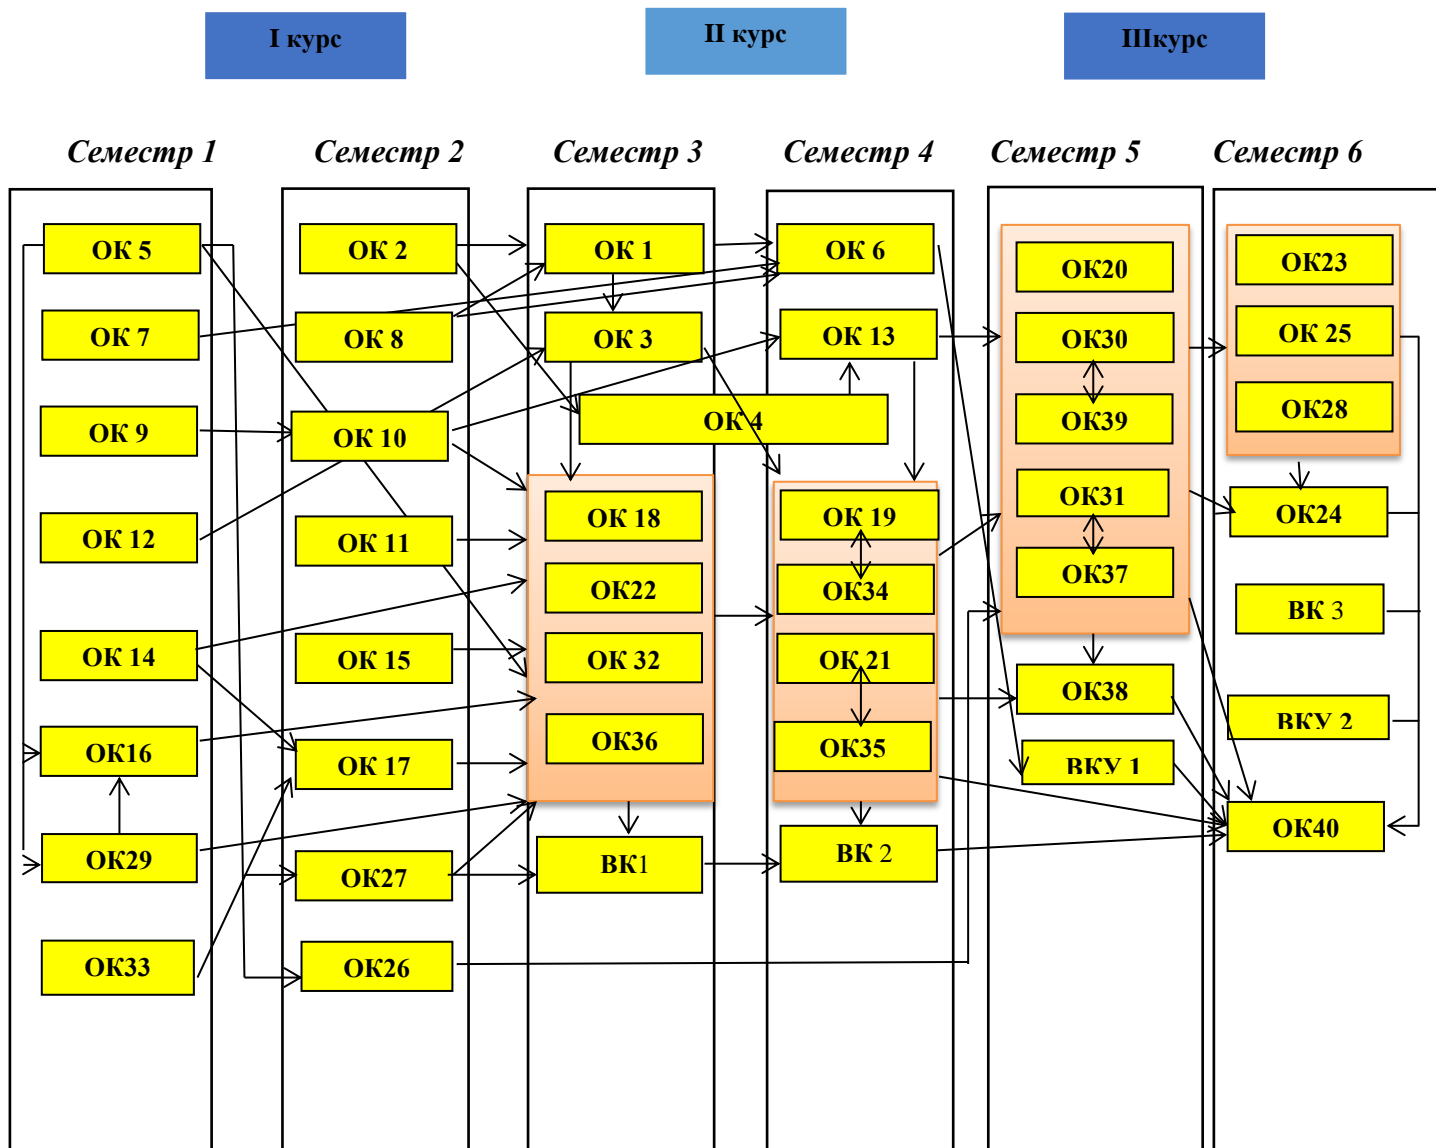 I курс
II курс
IIIкурс
Семестр 1
Семестр 2
Семестр 3
Семестр 4
Семестр 5
Семестр 6
ОК 5
ОК 7
ОК 9
ОК 12
ОК 14
ОК16
ОК29
ОК33
ОК 2
ОК 8
ОК 10
ОК 11
ОК 15
ОК 17
ОК27
ОК26
ОК 1
ОК 3
ОК 4
ОК 18
ОК22
ОК 32
ОК36
ВК1
ОК 6
ОК 13
ОК 19
ОК34
ОК 21
ОК35
ВК 2
ОК20
ОК30
ОК39
ОК31
ОК37
ОК38
ВКУ 1
ОК23
ОК 25
ОК28
ОК24
ВК 3
ВКУ 2
ОК40